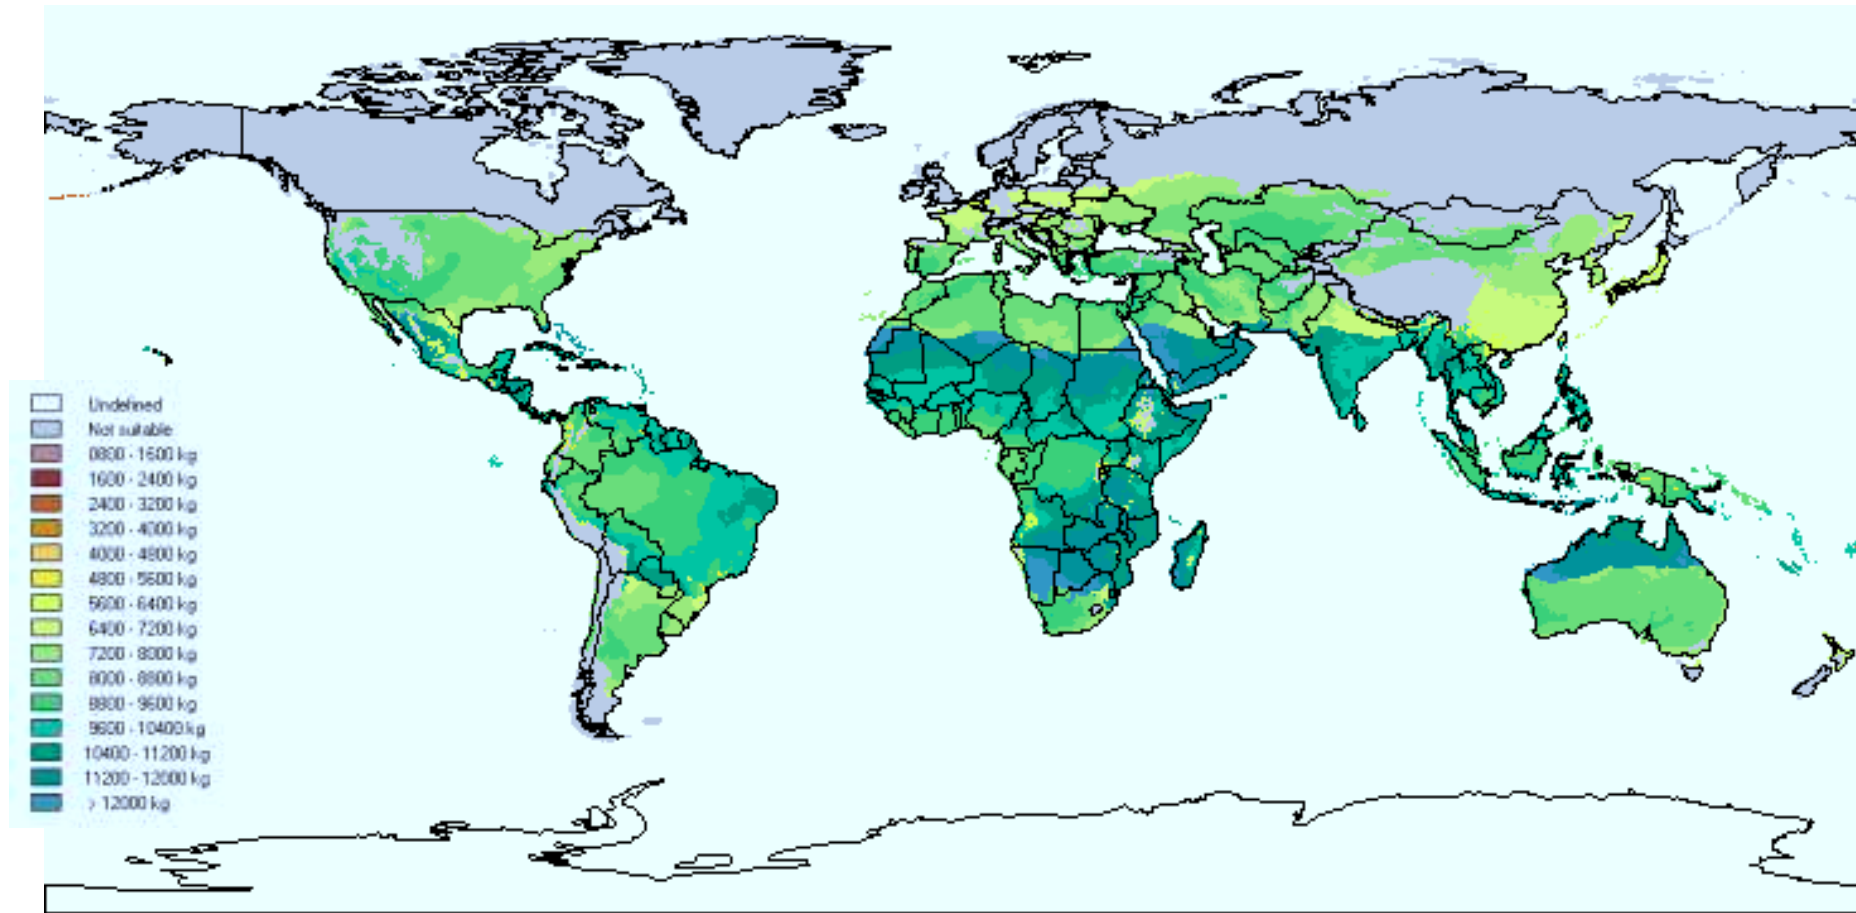 Undefined
Not suitable
0800 - 1600 kg
1600 - 2400 kg
2400 - 3200 kg
3200 - 4000 kg
4000 - 4800 kg
4800 - 5600 kg
5600 - 6400 kg
6400 - 7200 kg
7200 - 8000 kg
8000 - 8800 kg
8800 - 9600 kg
9600 - 10400 kg
10400 - 11200 kg
11200 - 12000 kg
> 12000 kg